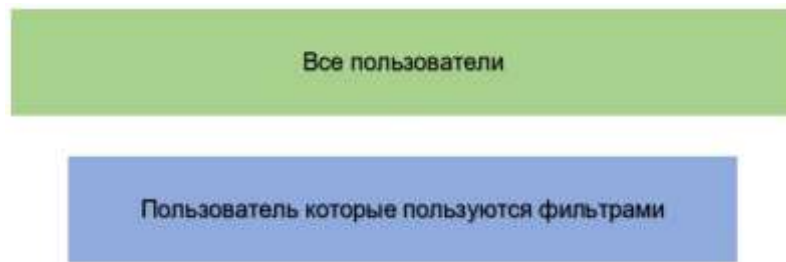 Все пользователи
Пользователь которые пользуются фильтрами